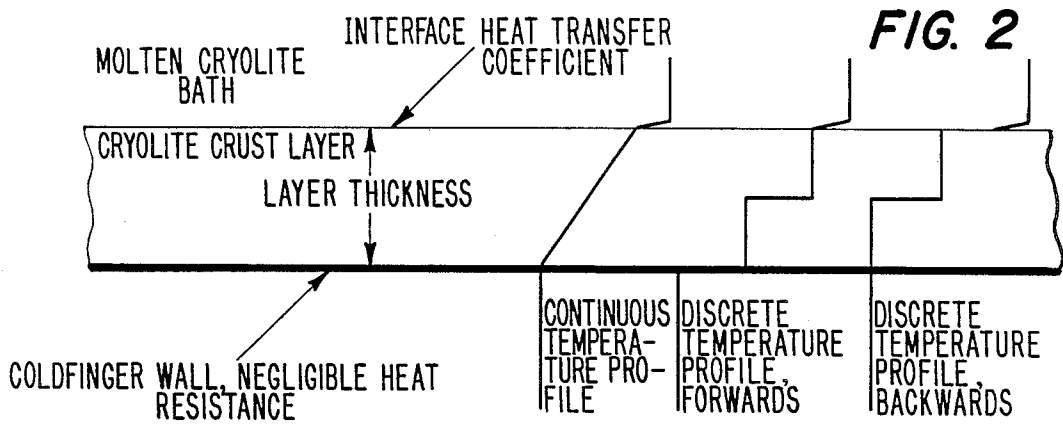 FIG. 2
INTERFACE HEAT TRANSFER
COEFFICIENT
MOLTEN CRYOLITE
BATH
CRYOLITE CRUST LAYER
LAYER THICKNESS
CONTINUOUS
TEMPERA-
TURE PRO-
FILE
DISCRETE
TEMPERATURE
PROFILE,
FORWARDS
DISCRETE
TEMPERATURE
PROFILE,
BACKWARDS
COLDFINGER WALL, NEGLIGIBLE HEAT
RESISTANCE